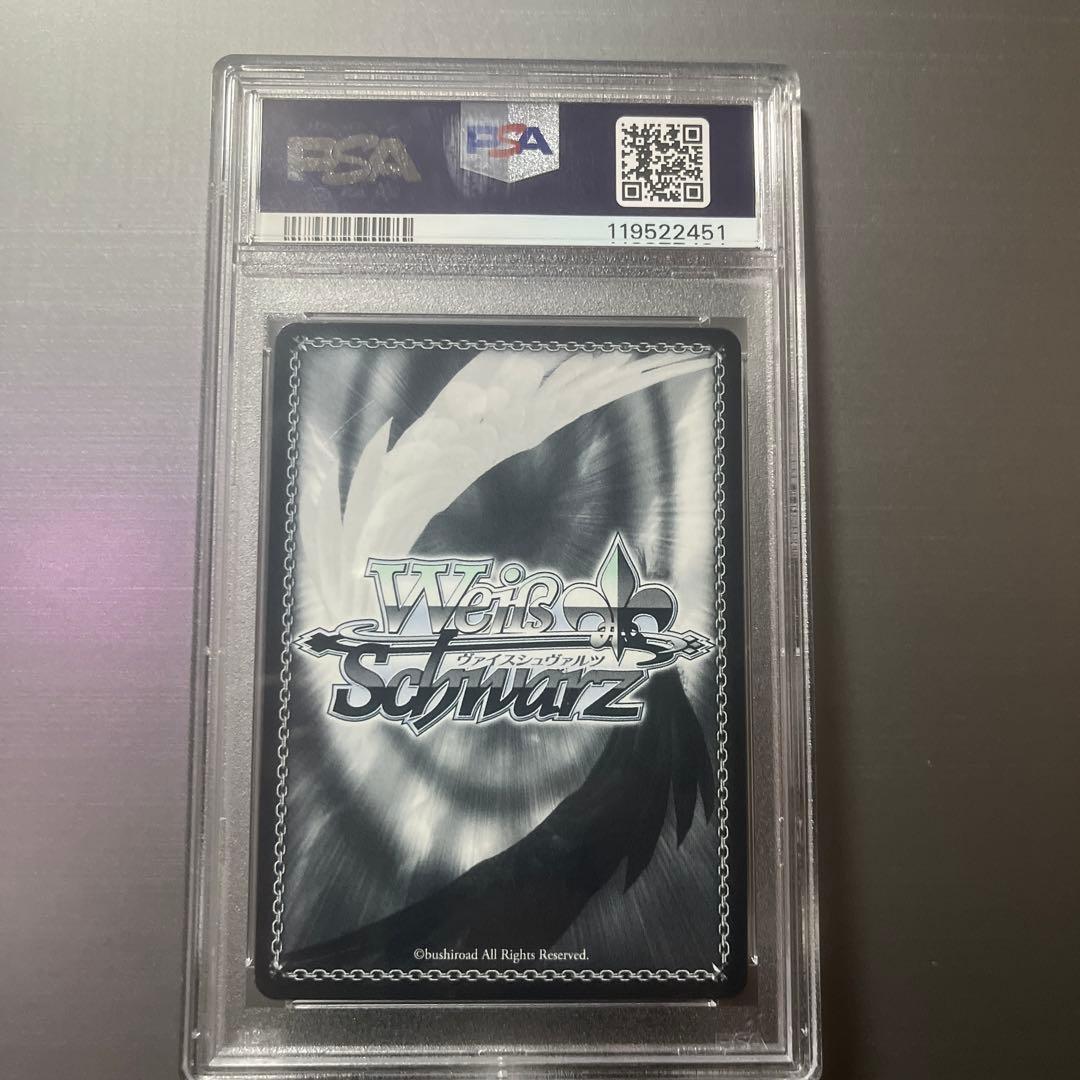 PSA
PSA
119522451
Weiß
ヴァイスシュヴァルツ
Schwarz
©bushiroad All Rights Reserved.
PSA